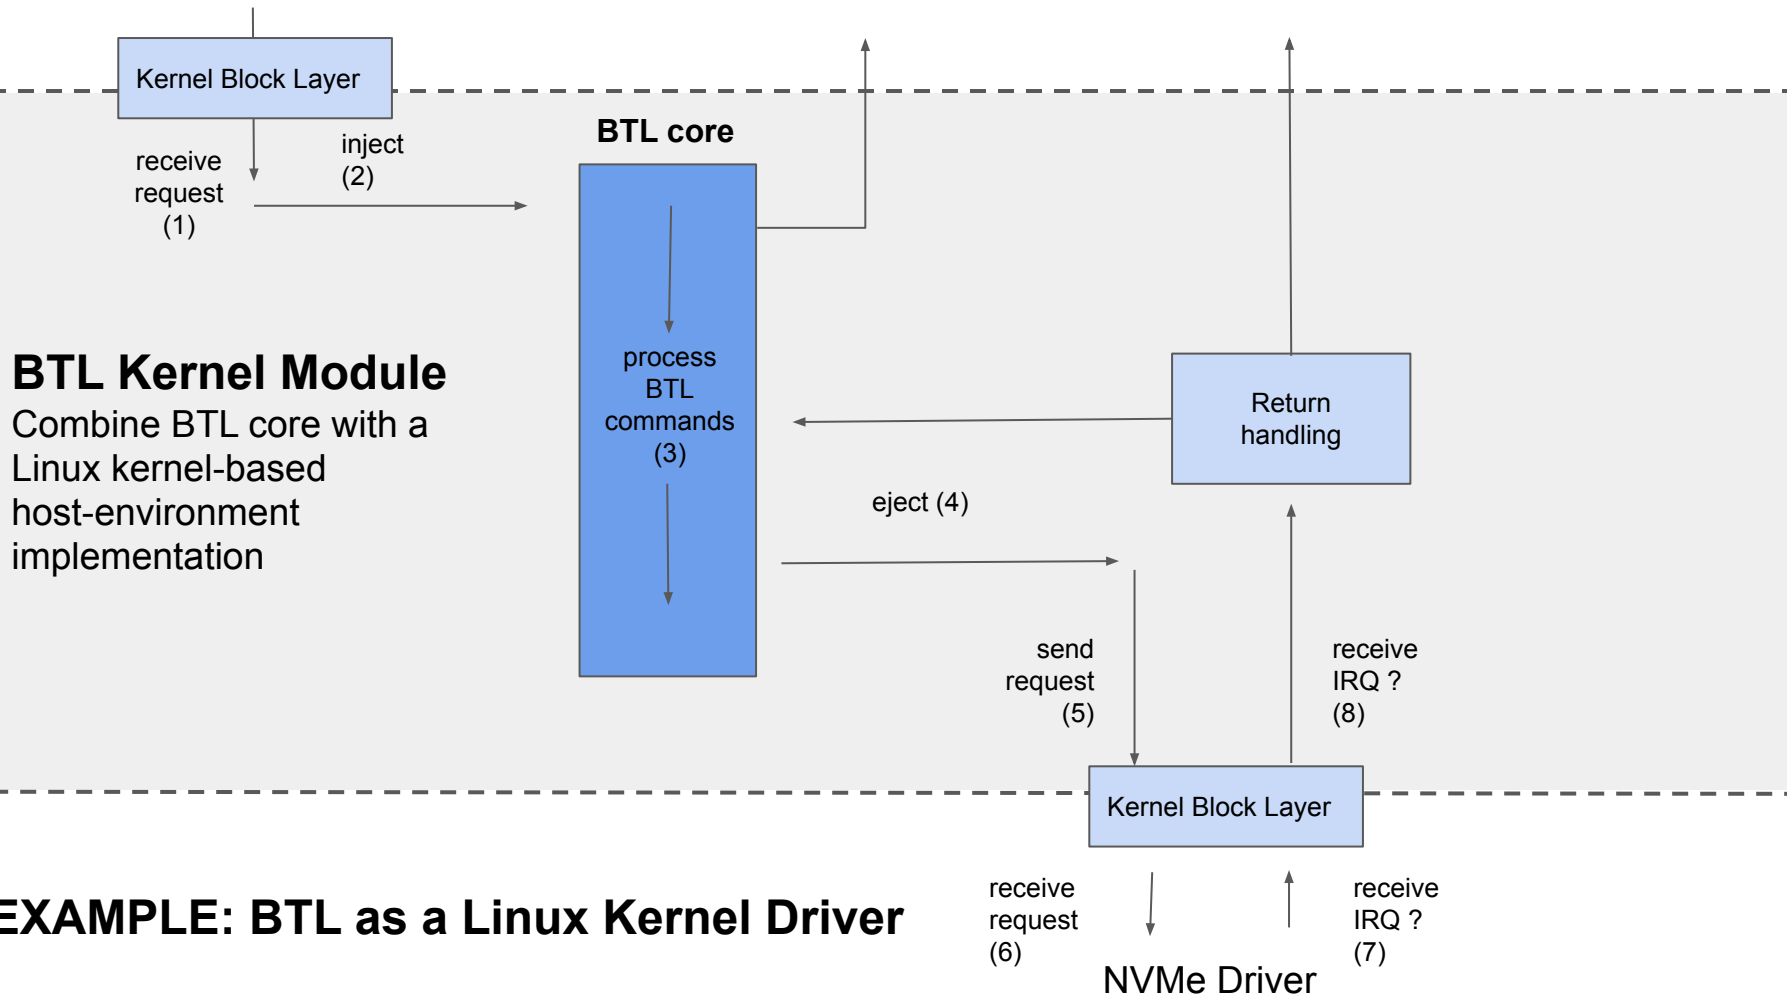 Kernel Block Layer
receive
request
(1)
inject
(2)
BTL core
process
BTL
commands
(3)
BTL Kernel Module
Combine BTL core with a
Linux kernel-based
host-environment
implementation
Return
handling
eject (4)
send
request
(5)
receive
IRQ ?
(8)
Kernel Block Layer
receive
request
(6)
receive
IRQ ?
(7)
NVMe Driver
EXAMPLE: BTL as a Linux Kernel Driver